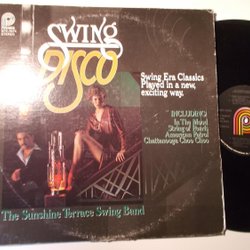 SWING
DISCO
Swing Era Classics
Played in a new,
exciting way.
INCLUDING:
In The Mood
String of Pearls
American Patrol
Chattanooga Choo Choo
The Sunshine Terrace Swing Band